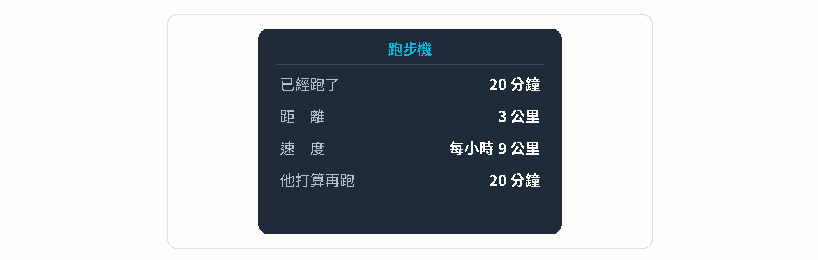 跑步機
已經跑了 20 分鐘
距　離 3 公里
速　度 每小時 9 公里
他打算再跑 20 分鐘